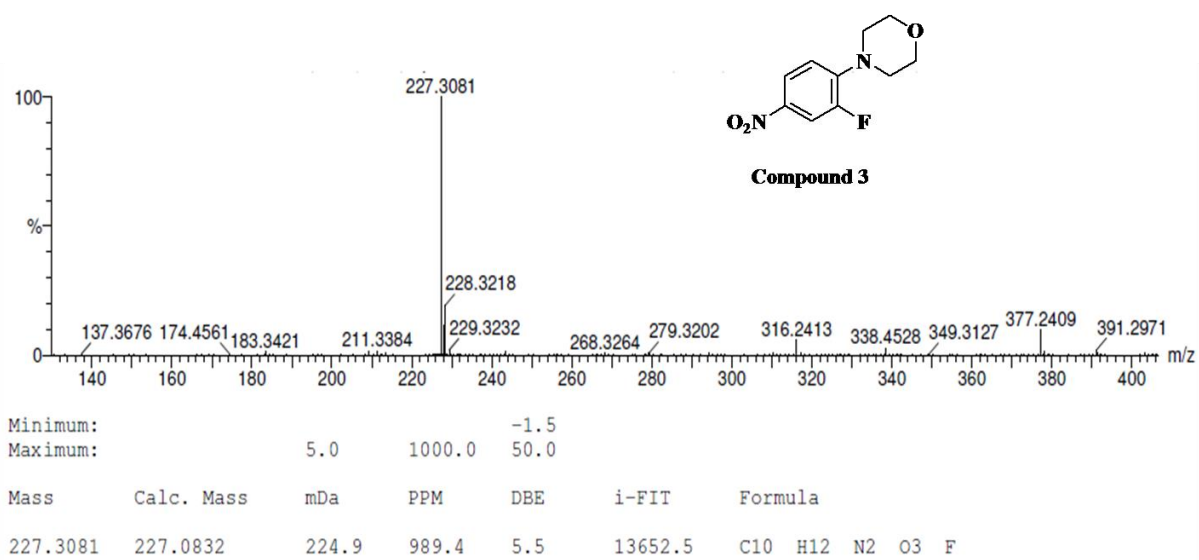 O
N
O₂N
F
Compound 3
100
%
0
227.3081
228.3218
229.3232
137.3676 174.4561 183.3421 211.3384 268.3264 279.3202 316.2413 338.4528 349.3127 377.2409 391.2971
140 160 180 200 220 240 260 280 300 320 340 360 380 400 m/z
Minimum: -1.5
Maximum: 5.0 1000.0 50.0
Mass Calc. Mass mDa PPM DBE i-FIT Formula
227.3081 227.0832 224.9 989.4 5.5 13652.5 C10 H12 N2 O3 F